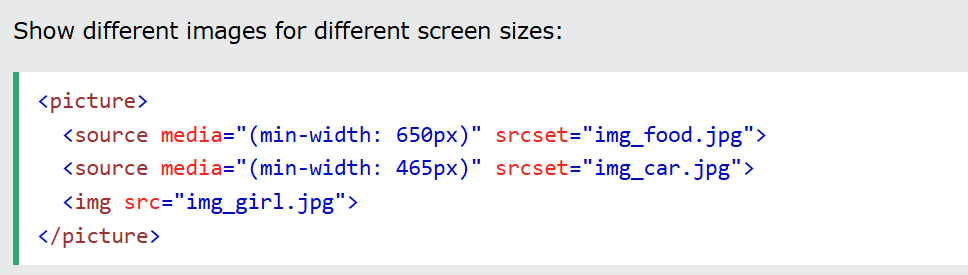 Show different images for different screen sizes:
<picture>
  <source media="(min-width: 650px)" srcset="img_food.jpg">
  <source media="(min-width: 465px)" srcset="img_car.jpg">
  <img src="img_girl.jpg">
</picture>